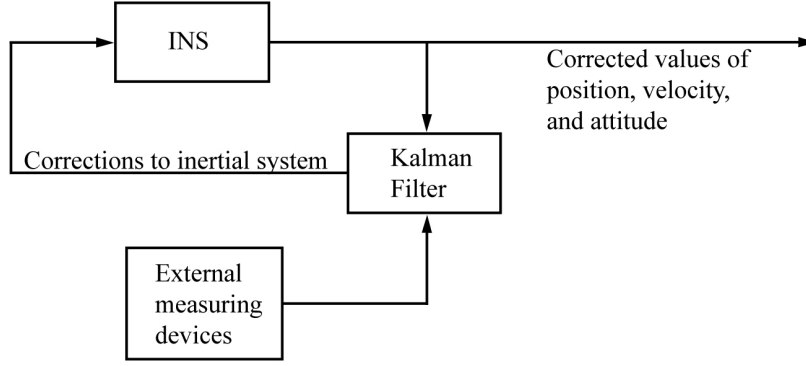 INS
Corrected values of
position, velocity,
and attitude
Corrections to inertial system
Kalman
Filter
External
measuring
devices